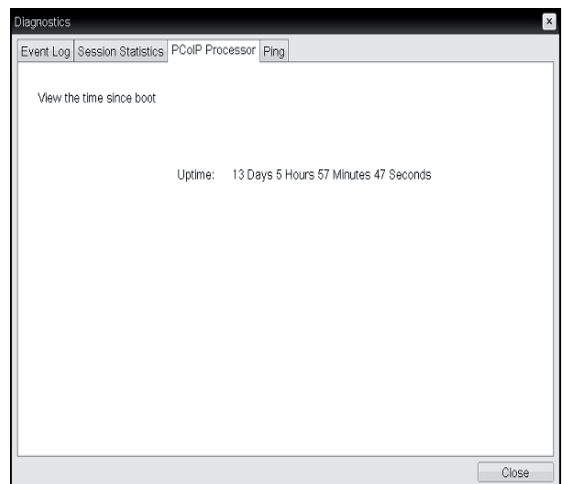 Diagnostics
Event Log Session Statistics PCoIP Processor Ping
View the time since boot
Uptime: 13 Days 5 Hours 57 Minutes 47 Seconds
Close